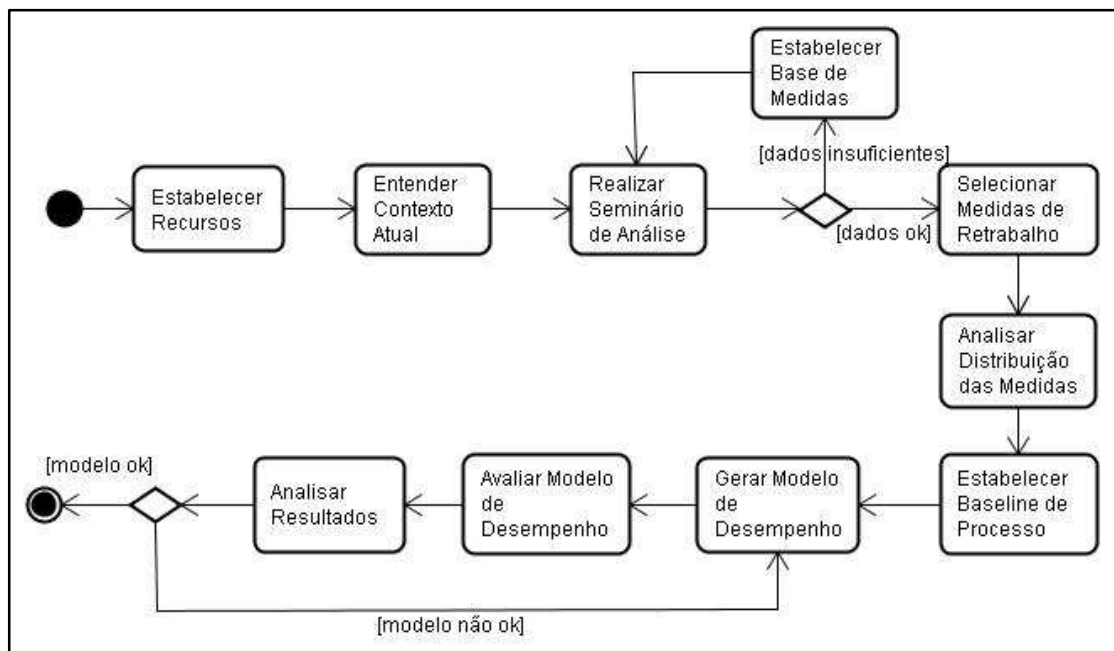 Estabelecer
Base de
Medidas
[dados insuficientes]
Estabelecer
Recursos
Entender
Contexto
Atual
Realizar
Seminário
de Análise
[dados ok]
Selecionar
Medidas de
Retrabalho
Analisar
Distribuição
das Medidas
Estabelecer
Baseline de
Processo
Gerar Modelo
de
Desempenho
Avaliar Modelo
de
Desempenho
Analisar
Resultados
[modelo ok]
[modelo não ok]